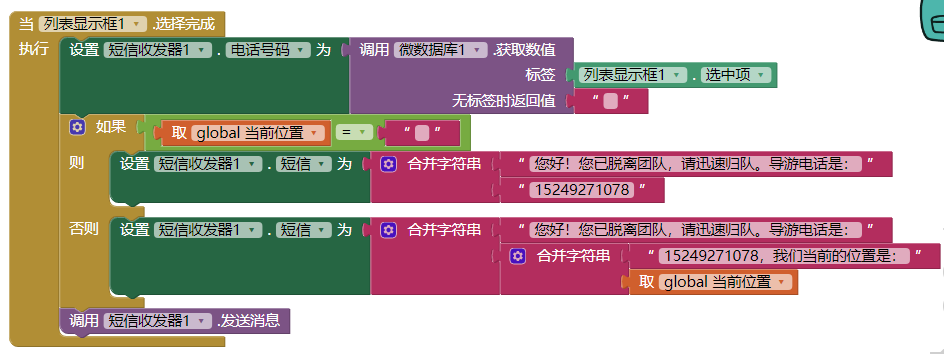 当 列表显示框1 .选择完成
执行 设置 短信收发器1 . 电话号码 为 调用 微数据库1 .获取数值
标签 列表显示框1 . 选中项
无标签时返回值 " "
如果 取 global 当前位置 = " "
则 设置 短信收发器1 . 短信 为 合并字符串 " 您好！您已脱离团队，请迅速归队。导游电话是： "
" 15249271078 "
否则 设置 短信收发器1 . 短信 为 合并字符串 " 您好！您已脱离团队，请迅速归队。导游电话是： "
合并字符串 " 15249271078，我们当前的位置是： "
取 global 当前位置
调用 短信收发器1 .发送消息